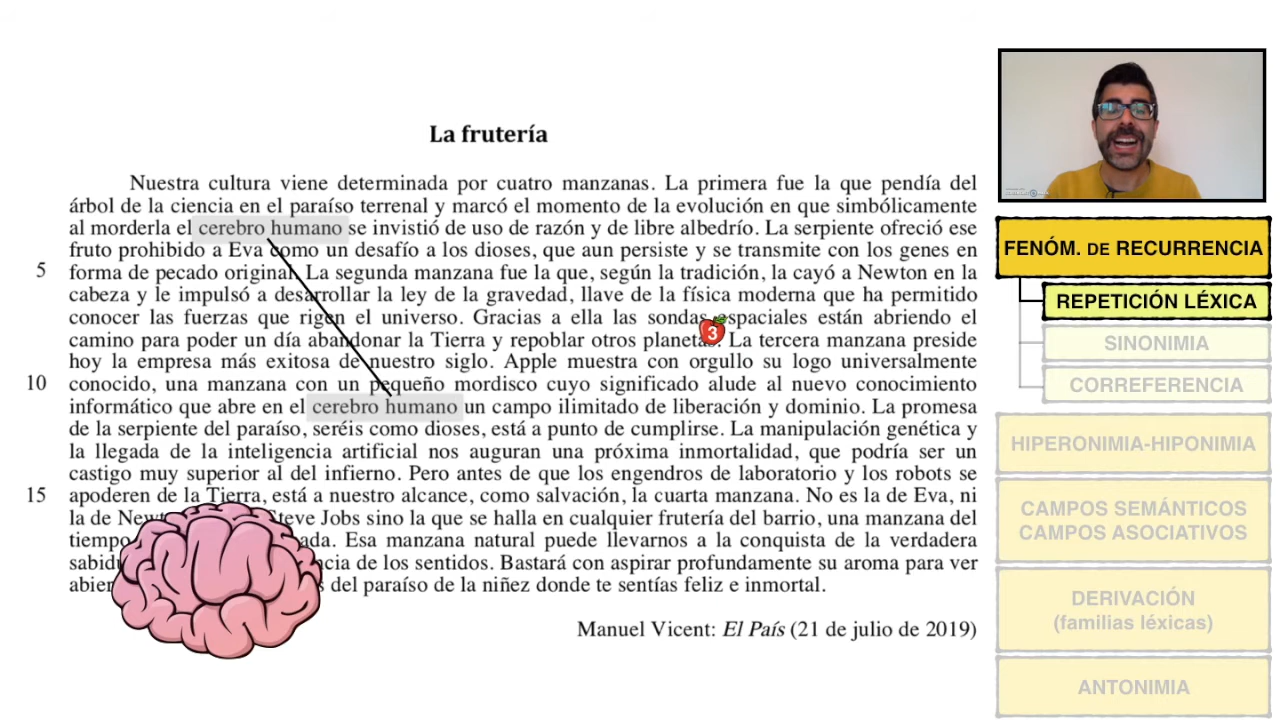 La frutería
Nuestra cultura viene determinada por cuatro manzanas. La primera fue la que pendía del
árbol de la ciencia en el paraíso terrenal y marcó el momento de la evolución en que simbólicamente
al morderla el cerebro humano se invistió de uso de razón y de libre albedrío. La serpiente ofreció ese
fruto prohibido a Eva como un desafío a los dioses, que aun persiste y se transmite con los genes en
5 forma de pecado original. La segunda manzana fue la que, según la tradición, la cayó a Newton en la
cabeza y le impulsó a desarrollar la ley de la gravedad, llave de la física moderna que ha permitido
conocer las fuerzas que rigen el universo. Gracias a ella las sondas espaciales están abriendo el
camino para poder un día abandonar la Tierra y repoblar otros planetas. La tercera manzana preside
3
hoy la empresa más exitosa de nuestro siglo. Apple muestra con orgullo su logo universalmente
10 conocido, una manzana con un pequeño mordisco cuyo significado alude al nuevo conocimiento
informático que abre en el cerebro humano un campo ilimitado de liberación y dominio. La promesa
de la serpiente del paraíso, seréis como dioses, está a punto de cumplirse. La manipulación genética y
la llegada de la inteligencia artificial nos auguran una próxima inmortalidad, que podría ser un
castigo muy superior al del infierno. Pero antes de que los engendros de laboratorio y los robots se
15 apoderen de la Tierra, está a nuestro alcance, como salvación, la cuarta manzana. No es la de Eva, ni
la de Newt Steve Jobs sino la que se halla en cualquier frutería del barrio, una manzana del
tiempo ada. Esa manzana natural puede llevarnos a la conquista de la verdadera
sabidu ncia de los sentidos. Bastará con aspirar profundamente su aroma para ver
abier s del paraíso de la niñez donde te sentías feliz e inmortal.
Manuel Vicent: El País (21 de julio de 2019)
FENÓM. DE RECURRENCIA
REPETICIÓN LÉXICA
SINONIMIA
CORREFERENCIA
HIPERONIMIA-HIPONIMIA
CAMPOS SEMÁNTICOS
CAMPOS ASOCIATIVOS
DERIVACIÓN
(familias léxicas)
ANTONIMIA